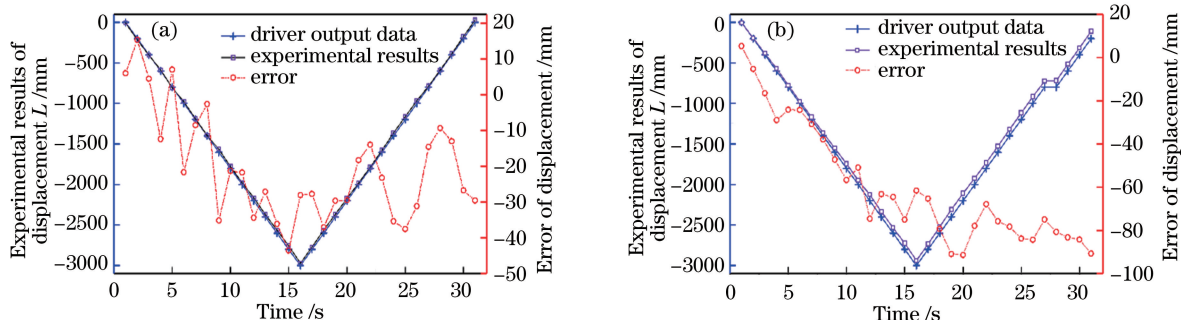 (a)
driver output data
experimental results
error
0
−500
−1000
−1500
−2000
−2500
−3000
Experimental results of
displacement L /mm
20
10
0
−10
−20
−30
−40
−50
Error of displacement /mm
0
5
10
15
20
25
30
Time /s
(b)
driver output data
experimental results
error
0
−500
−1000
−1500
−2000
−2500
−3000
Experimental results of
displacement L /mm
20
0
−20
−40
−60
−80
−100
Error of displacement /mm
0
5
10
15
20
25
30
Time /s